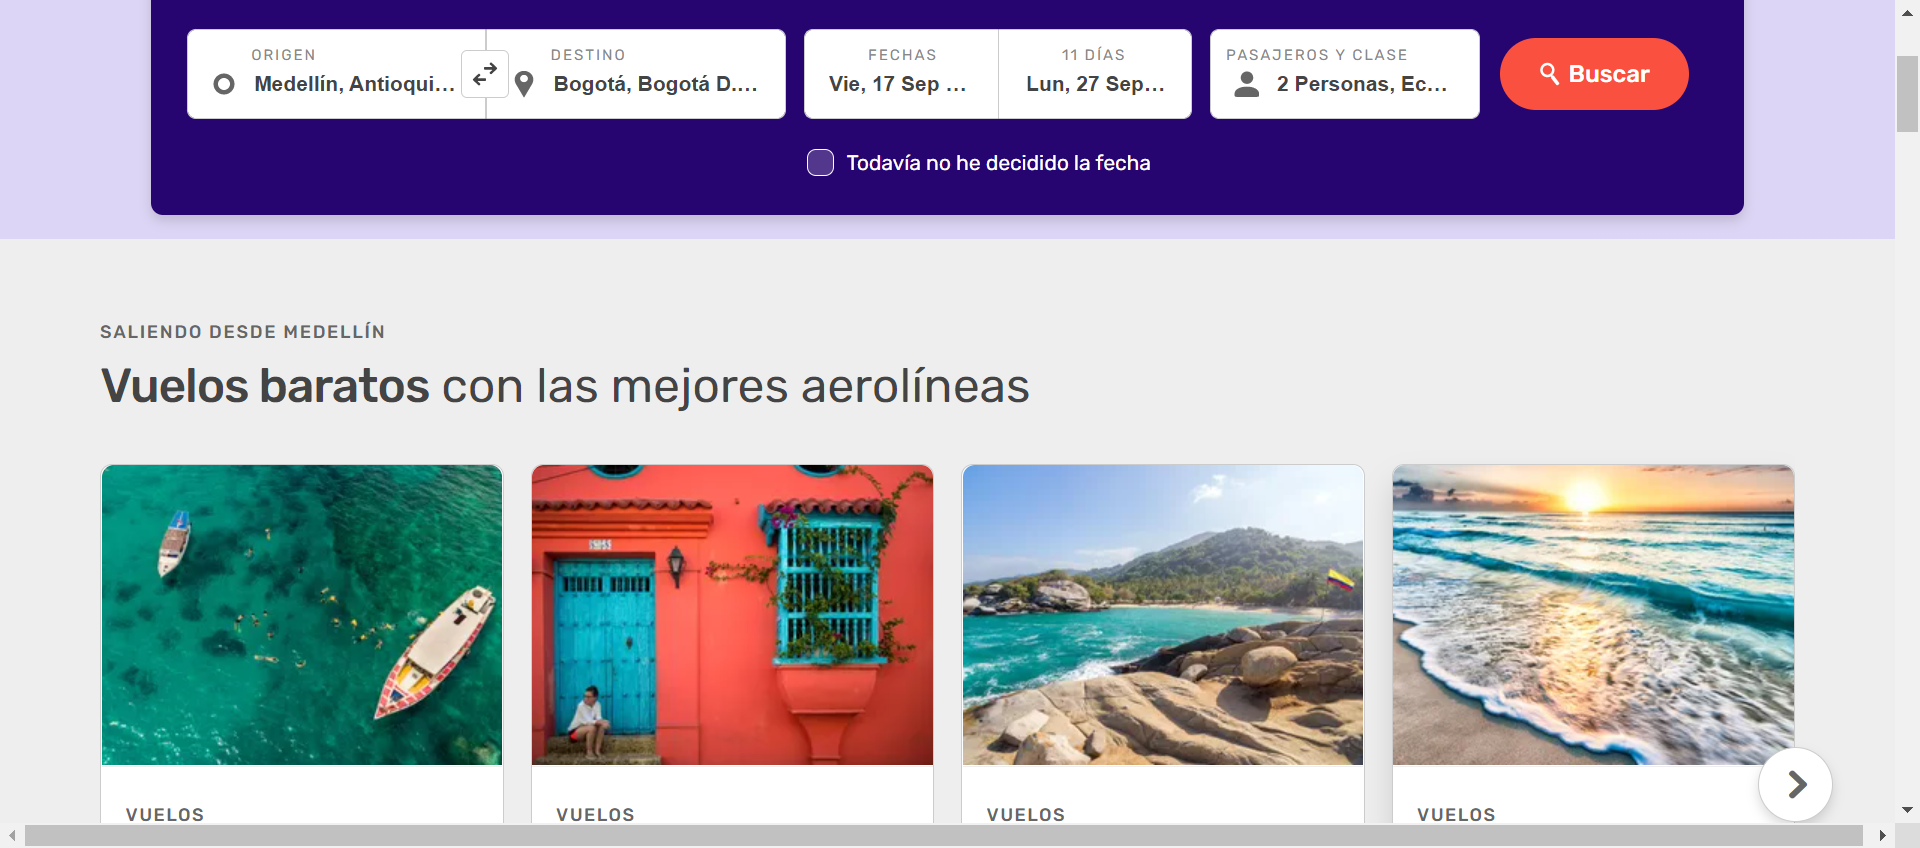 ORIGEN
Medellín, Antioqui...
DESTINO
Bogotá, Bogotá D....
FECHAS
Vie, 17 Sep ...
11 DÍAS
Lun, 27 Sep...
PASAJEROS Y CLASE
2 Personas, Ec...
Buscar
Todavía no he decidido la fecha
SALIENDO DESDE MEDELLÍN
Vuelos baratos con las mejores aerolíneas
VUELOS
VUELOS
VUELOS
VUELOS